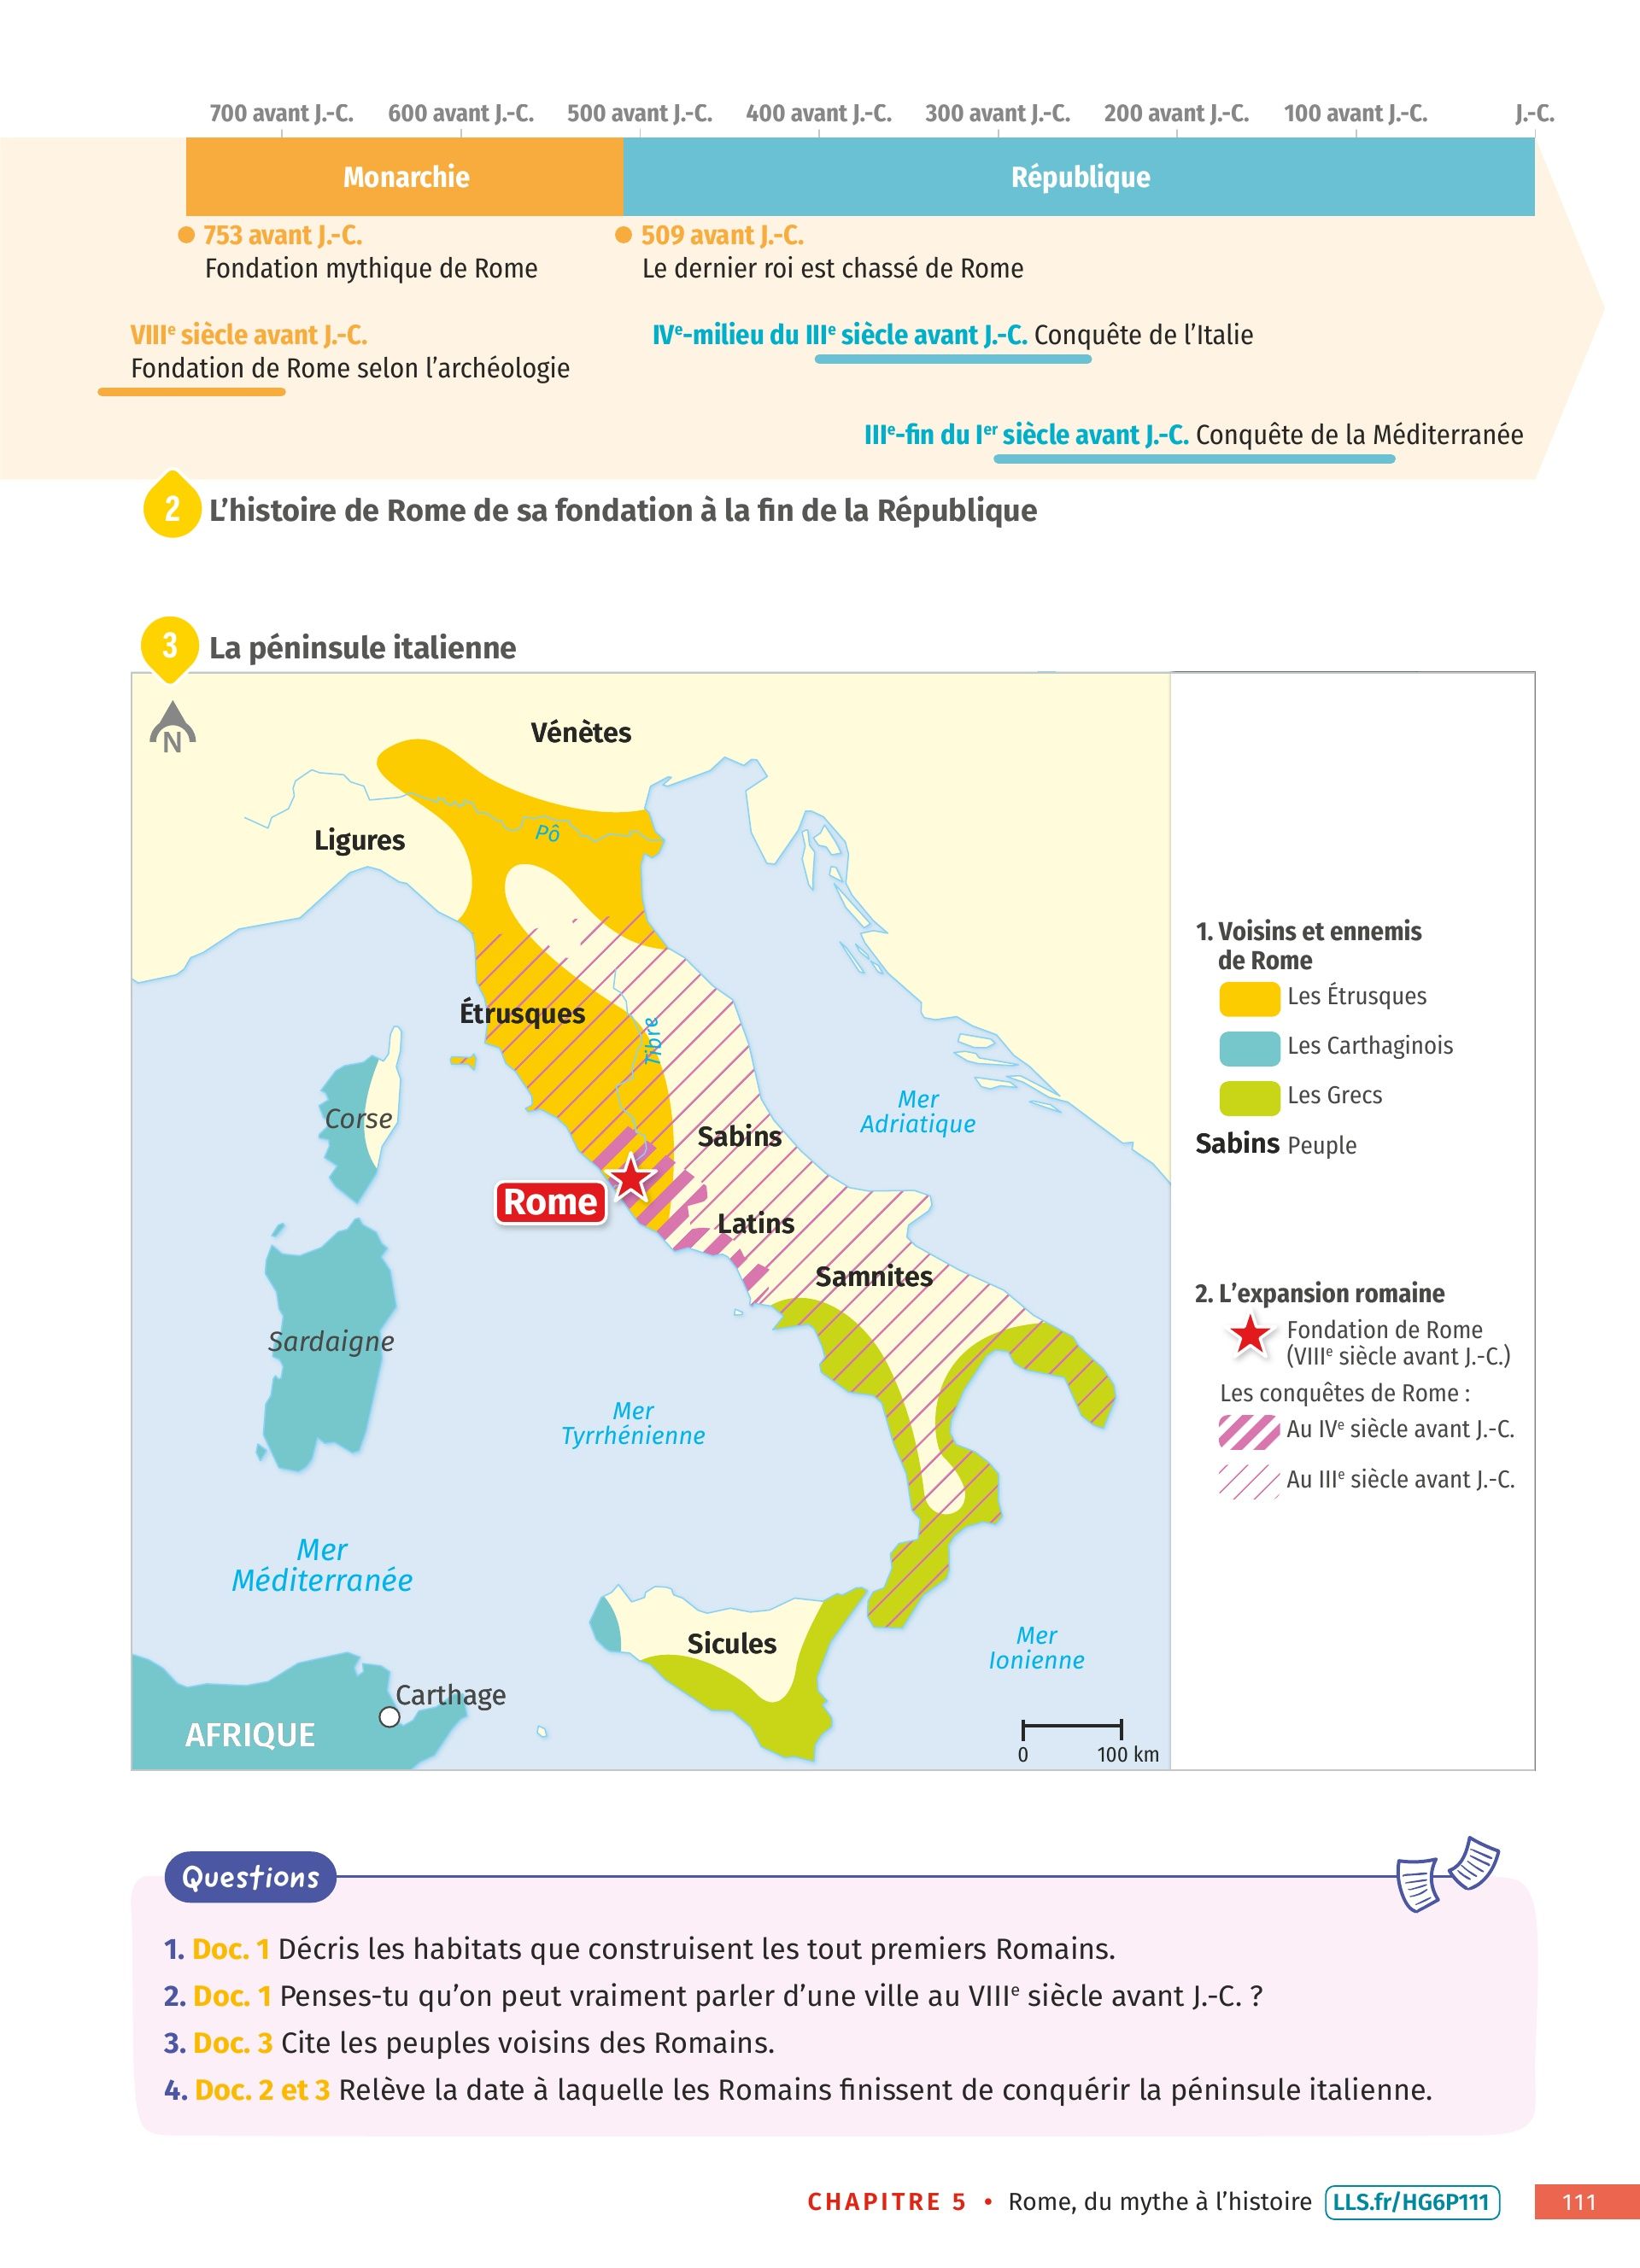 700 avant J.-C. 600 avant J.-C. 500 avant J.-C. 400 avant J.-C. 300 avant J.-C. 200 avant J.-C. 100 avant J.-C. J.-C.
Monarchie République
753 avant J.-C.
Fondation mythique de Rome
509 avant J.-C.
Le dernier roi est chassé de Rome
VIIIᵉ siècle avant J.-C.
Fondation de Rome selon l’archéologie
IVᵉ-milieu du IIIᵉ siècle avant J.-C. Conquête de l’Italie
IIIᵉ-fin du Iᵉʳ siècle avant J.-C. Conquête de la Méditerranée
2 L’histoire de Rome de sa fondation à la fin de la République
3 La péninsule italienne
N
Vénètes
Pô
Ligures
Étrusques
Tibre
Corse
Mer
Adriatique
Sabins
Rome
Latins
Samnites
Sardaigne
Mer
Tyrrhénienne
Mer
Méditerranée
Sicules
Mer
Ionienne
Carthage
AFRIQUE
0 100 km
1. Voisins et ennemis
de Rome
Les Étrusques
Les Carthaginois
Les Grecs
Sabins Peuple
2. L’expansion romaine
Fondation de Rome
(VIIIᵉ siècle avant J.-C.)
Les conquêtes de Rome :
Au IVᵉ siècle avant J.-C.
Au IIIᵉ siècle avant J.-C.
Questions
1. Doc. 1 Décris les habitats que construisent les tout premiers Romains.
2. Doc. 1 Penses-tu qu’on peut vraiment parler d’une ville au VIIIᵉ siècle avant J.-C. ?
3. Doc. 3 Cite les peuples voisins des Romains.
4. Doc. 2 et 3 Relève la date à laquelle les Romains finissent de conquérir la péninsule italienne.
CHAPITRE 5 • Rome, du mythe à l’histoire LLS.fr/HG6P111 111